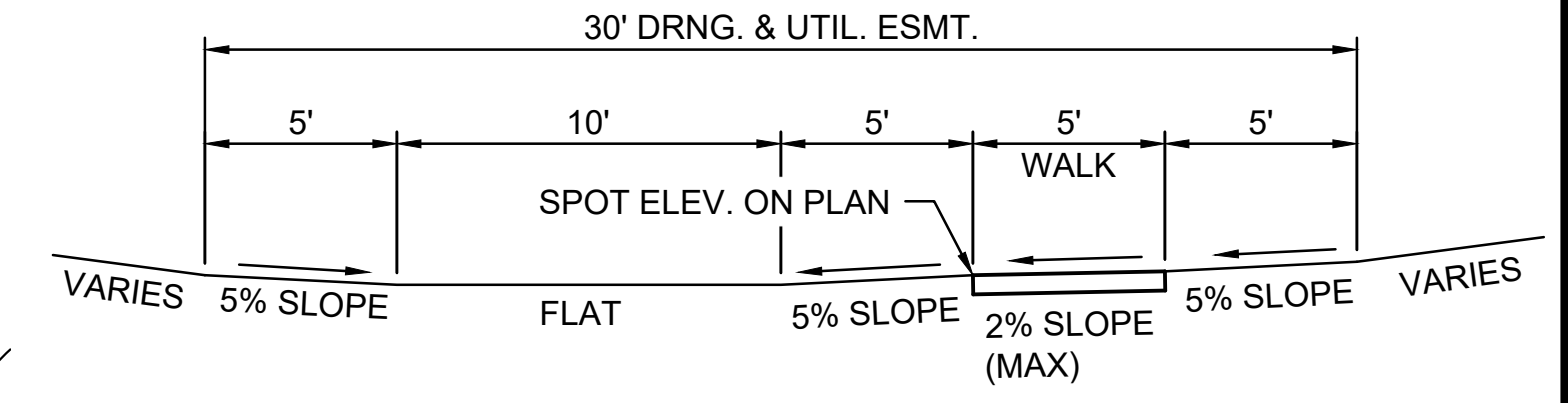 30' DRNG. & UTIL. ESMT.
5'
10'
5'
5'
5'
WALK
SPOT ELEV. ON PLAN
VARIES
5% SLOPE
FLAT
5% SLOPE
2% SLOPE
(MAX)
5% SLOPE
VARIES